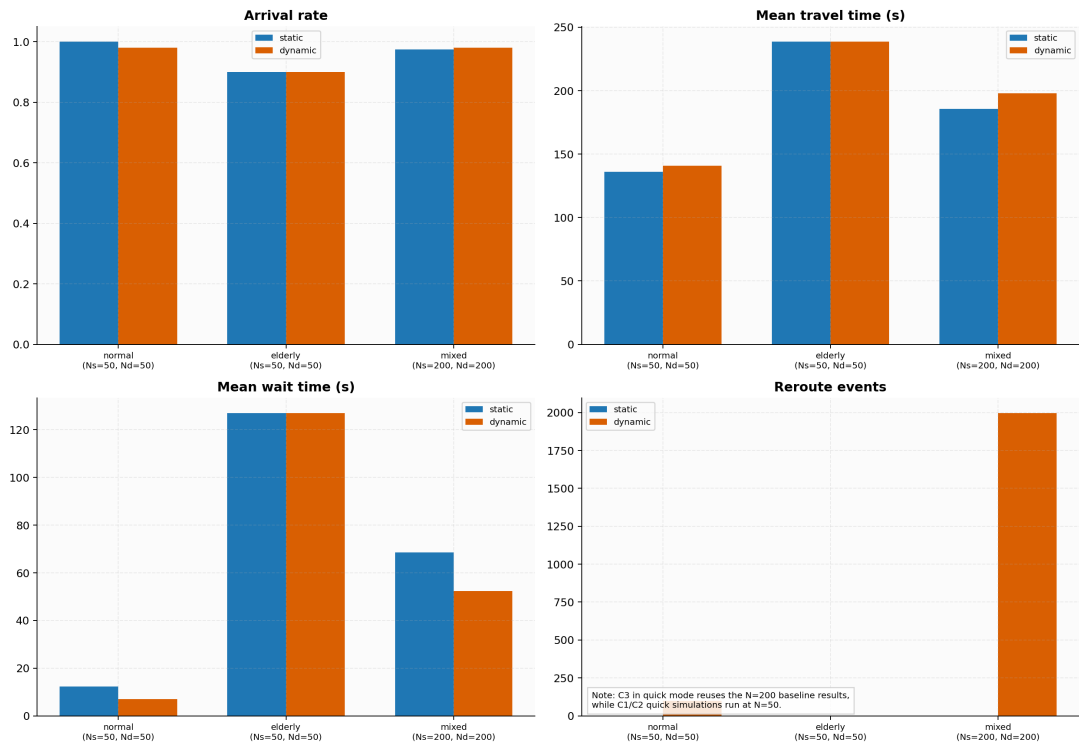 Arrival rate
1.0
0.8
0.6
0.4
0.2
0.0
static
dynamic
normal
(Ns=50, Nd=50)
elderly
(Ns=50, Nd=50)
mixed
(Ns=200, Nd=200)
Mean travel time (s)
250
200
150
100
50
0
static
dynamic
normal
(Ns=50, Nd=50)
elderly
(Ns=50, Nd=50)
mixed
(Ns=200, Nd=200)
Mean wait time (s)
120
100
80
60
40
20
0
static
dynamic
normal
(Ns=50, Nd=50)
elderly
(Ns=50, Nd=50)
mixed
(Ns=200, Nd=200)
Reroute events
2000
1750
1500
1250
1000
750
500
250
0
static
dynamic
Note: C3 in quick mode reuses the N=200 baseline results,
while C1/C2 quick simulations run at N=50.
normal
(Ns=50, Nd=50)
elderly
(Ns=50, Nd=50)
mixed
(Ns=200, Nd=200)